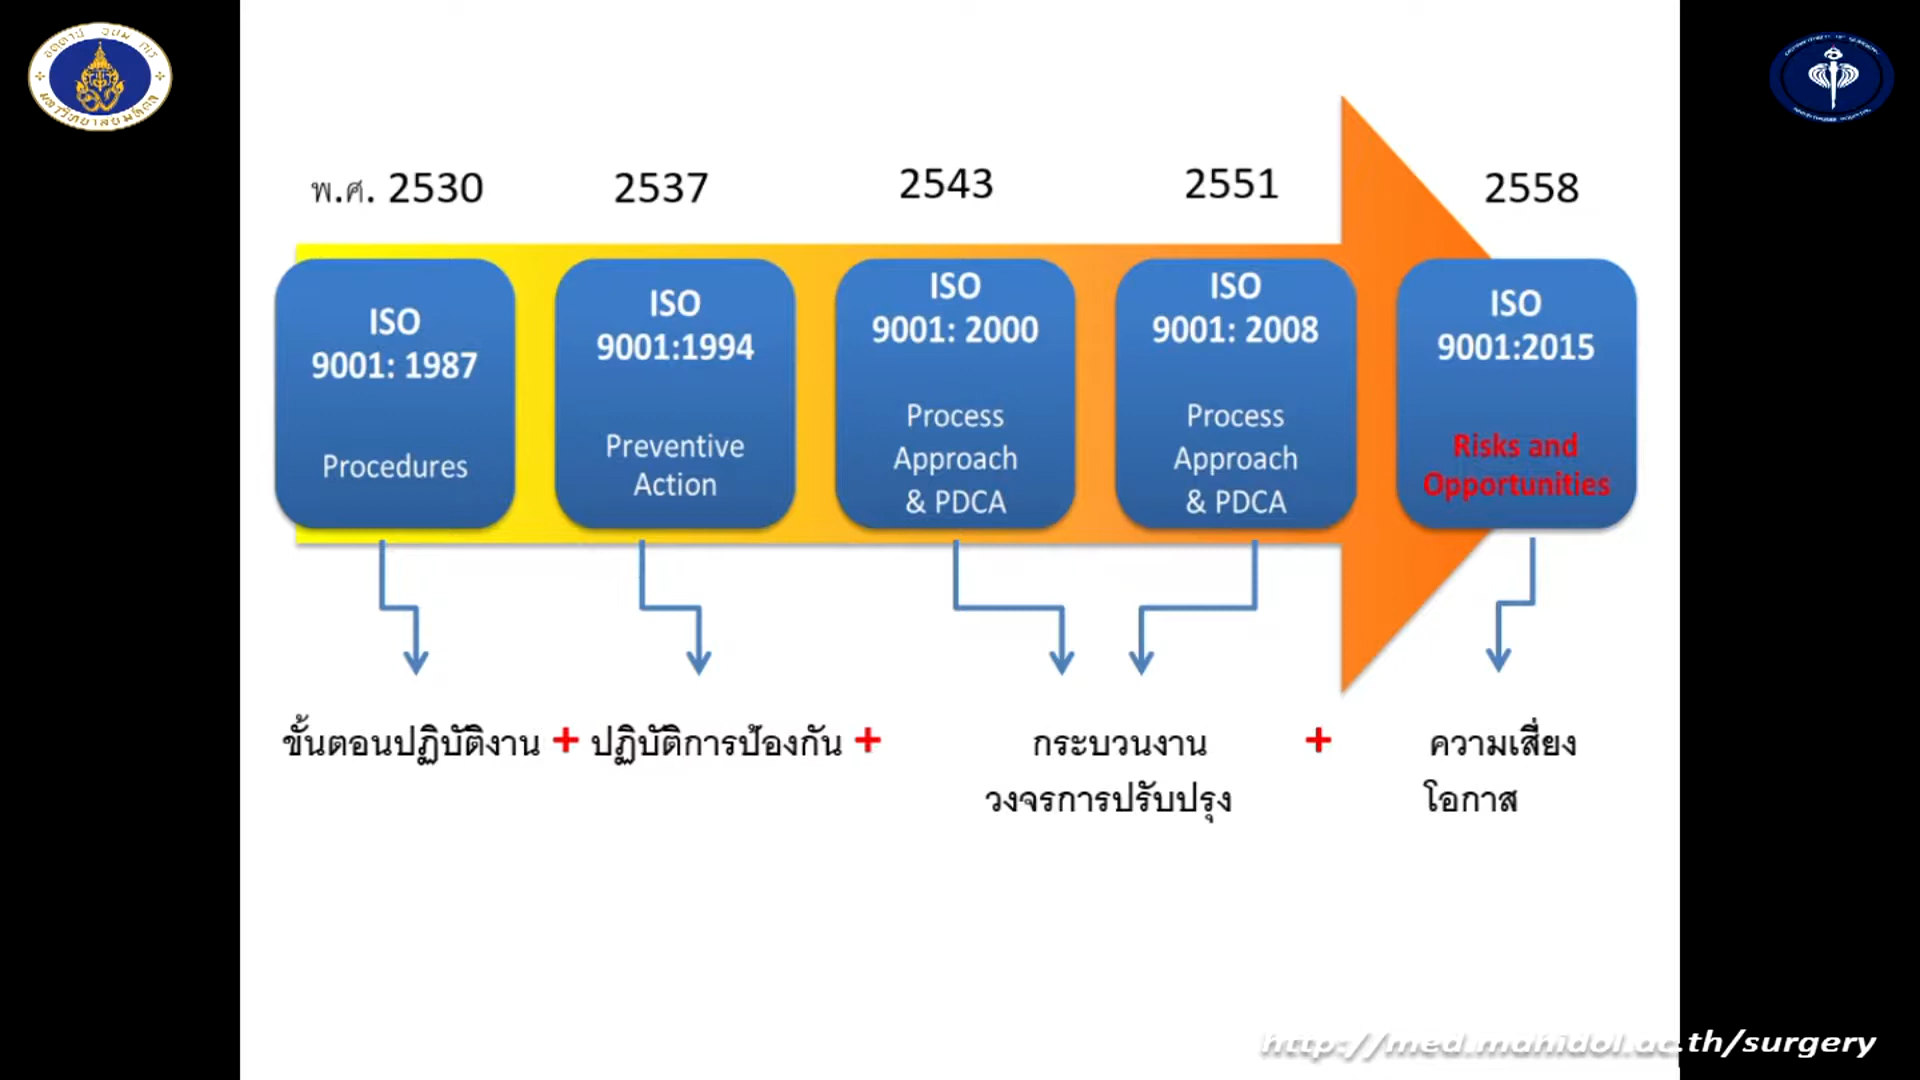 พ.ศ. 2530
2537
2543
2551
2558
ISO
9001: 1987
Procedures
ISO
9001:1994
Preventive
Action
ISO
9001: 2000
Process
Approach
& PDCA
ISO
9001: 2008
Process
Approach
& PDCA
ISO
9001:2015
Risks and
Opportunities
ขั้นตอนปฏิบัติงาน + ปฏิบัติการป้องกัน +
กระบวนงาน
วงจรการปรับปรุง
+
ความเสี่ยง
โอกาส
http://med.mahidol.ac.th/surgery